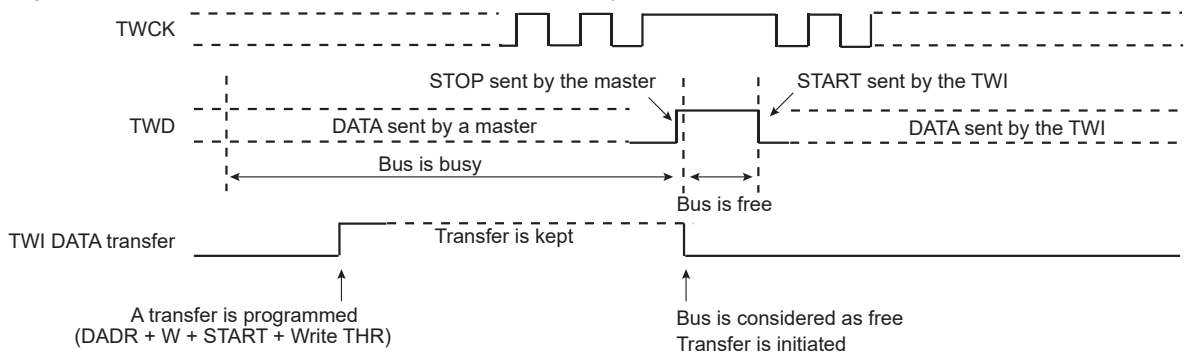 TWCK
STOP sent by the master
START sent by the TWI
TWD
DATA sent by a master
DATA sent by the TWI
Bus is busy
Bus is free
TWI DATA transfer
Transfer is kept
A transfer is programmed
(DADR + W + START + Write THR)
Bus is considered as free
Transfer is initiated